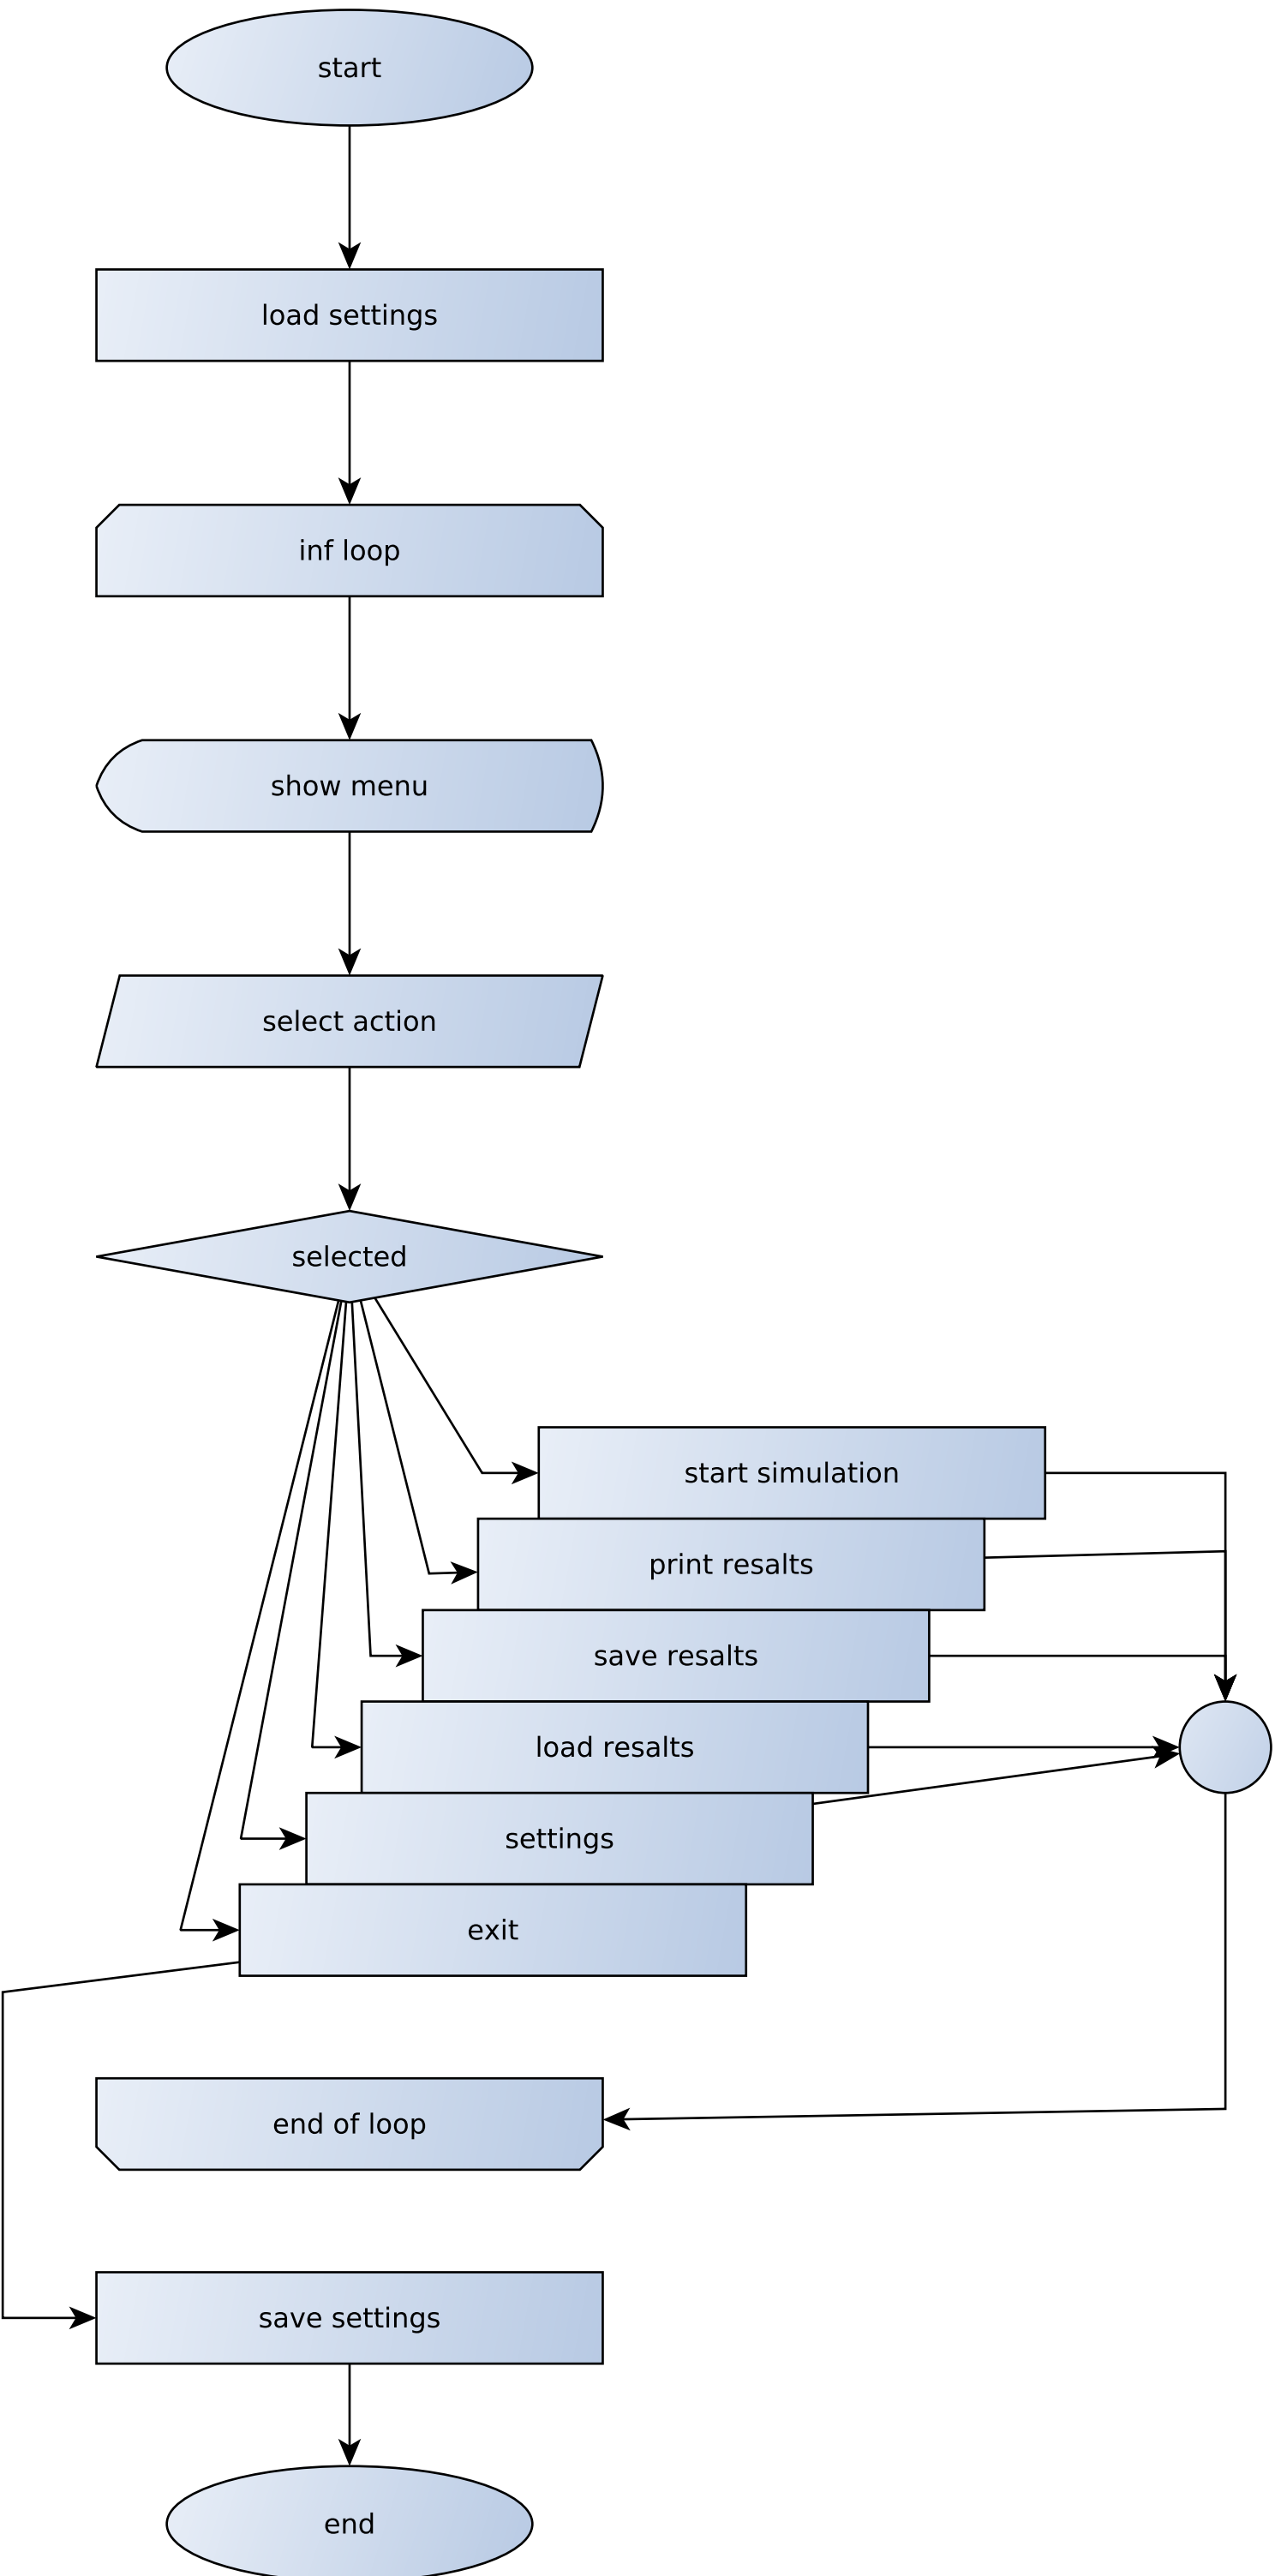 start
load settings
inf loop
show menu
select action
selected
start simulation
print resalts
save resalts
load resalts
settings
exit
end of loop
save settings
end